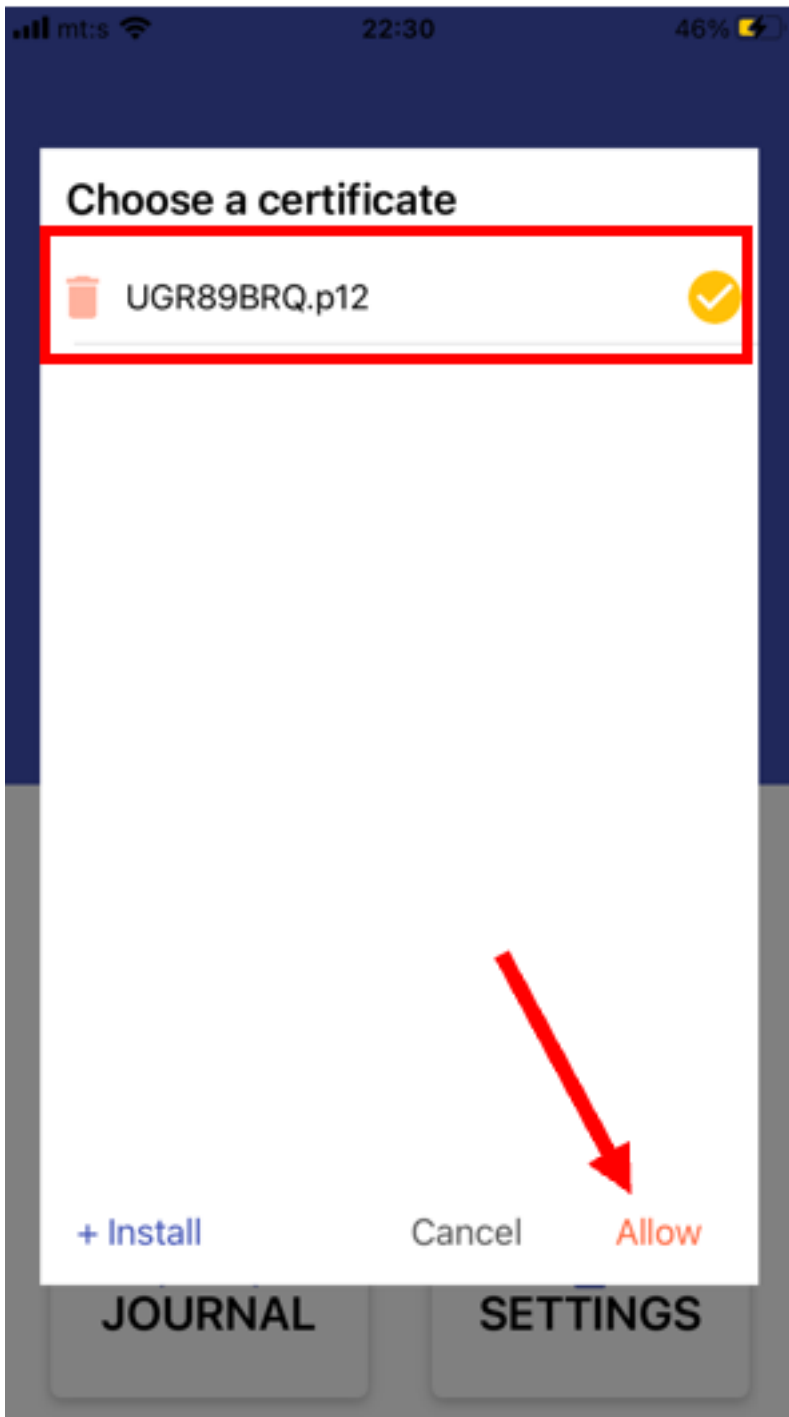 mt:s 22:30 46%
Choose a certificate
UGR89BRQ.p12
+ Install Cancel Allow
JOURNAL SETTINGS